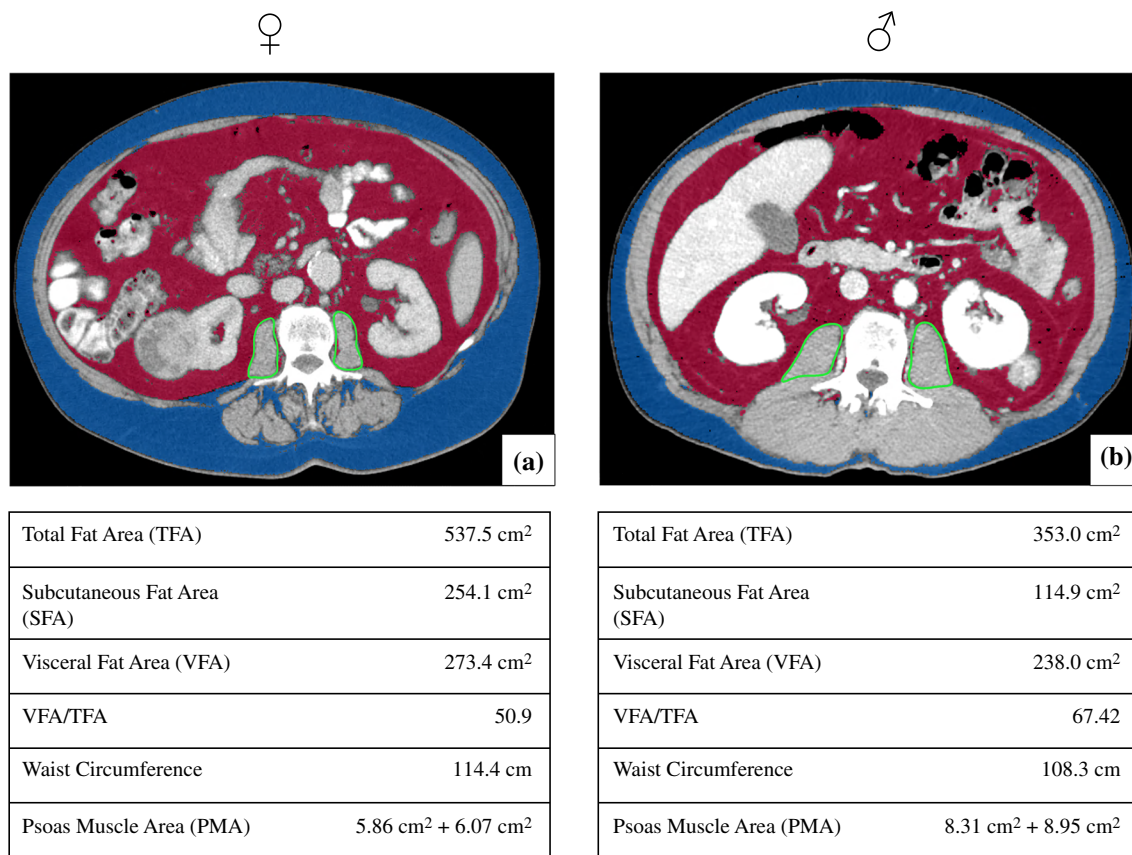 ♀
♂
(a)
(b)
Total Fat Area (TFA) 537.5 cm²
Subcutaneous Fat Area
(SFA) 254.1 cm²
Visceral Fat Area (VFA) 273.4 cm²
VFA/TFA 50.9
Waist Circumference 114.4 cm
Psoas Muscle Area (PMA) 5.86 cm² + 6.07 cm²
Total Fat Area (TFA) 353.0 cm²
Subcutaneous Fat Area
(SFA) 114.9 cm²
Visceral Fat Area (VFA) 238.0 cm²
VFA/TFA 67.42
Waist Circumference 108.3 cm
Psoas Muscle Area (PMA) 8.31 cm² + 8.95 cm²